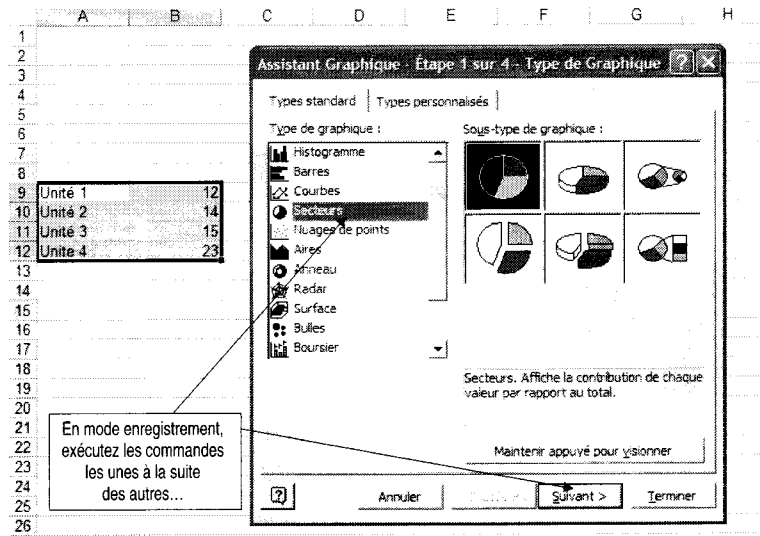 A B C D E F G H
1
2
Assistant Graphique - Étape 1 sur 4 - Type de Graphique
3
4
Types standard Types personnalisés
5
6
Type de graphique : Sous-type de graphique :
7
Histogramme
8
Barres
9 Unité 1 12
Courbes
10 Unité 2 14
Secteurs
11 Unité 3 15
Nuages de points
12 Unite 4 23
Aires
13
Anneau
14
Radar
15
Surface
16
Bulles
17
Boursier
18
Secteurs. Affiche la contribution de chaque
19
valeur par rapport au total.
20
21
En mode enregistrement,
22
exécutez les commandes
Maintenir appuyé pour visionner
23
les unes à la suite
24
des autres...
Annuler Suivant > Terminer
25
26